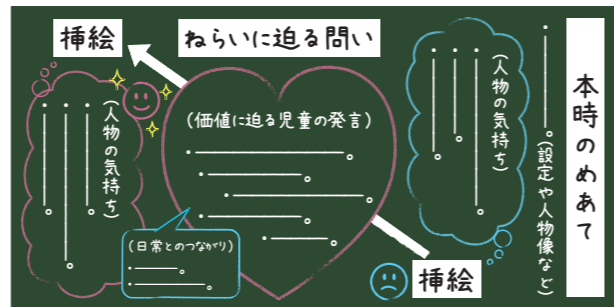 本時のめあて
・。(設定や人物像など)
(人物の気持ち)
・。
・。
・。
挿絵
ねらいに迫る問い
(価値に迫る児童の発言)
・。
・。
・。
・。
・。
(日常とのつながり)
・。
・。
挿絵
(人物の気持ち)
・。
・。
・。